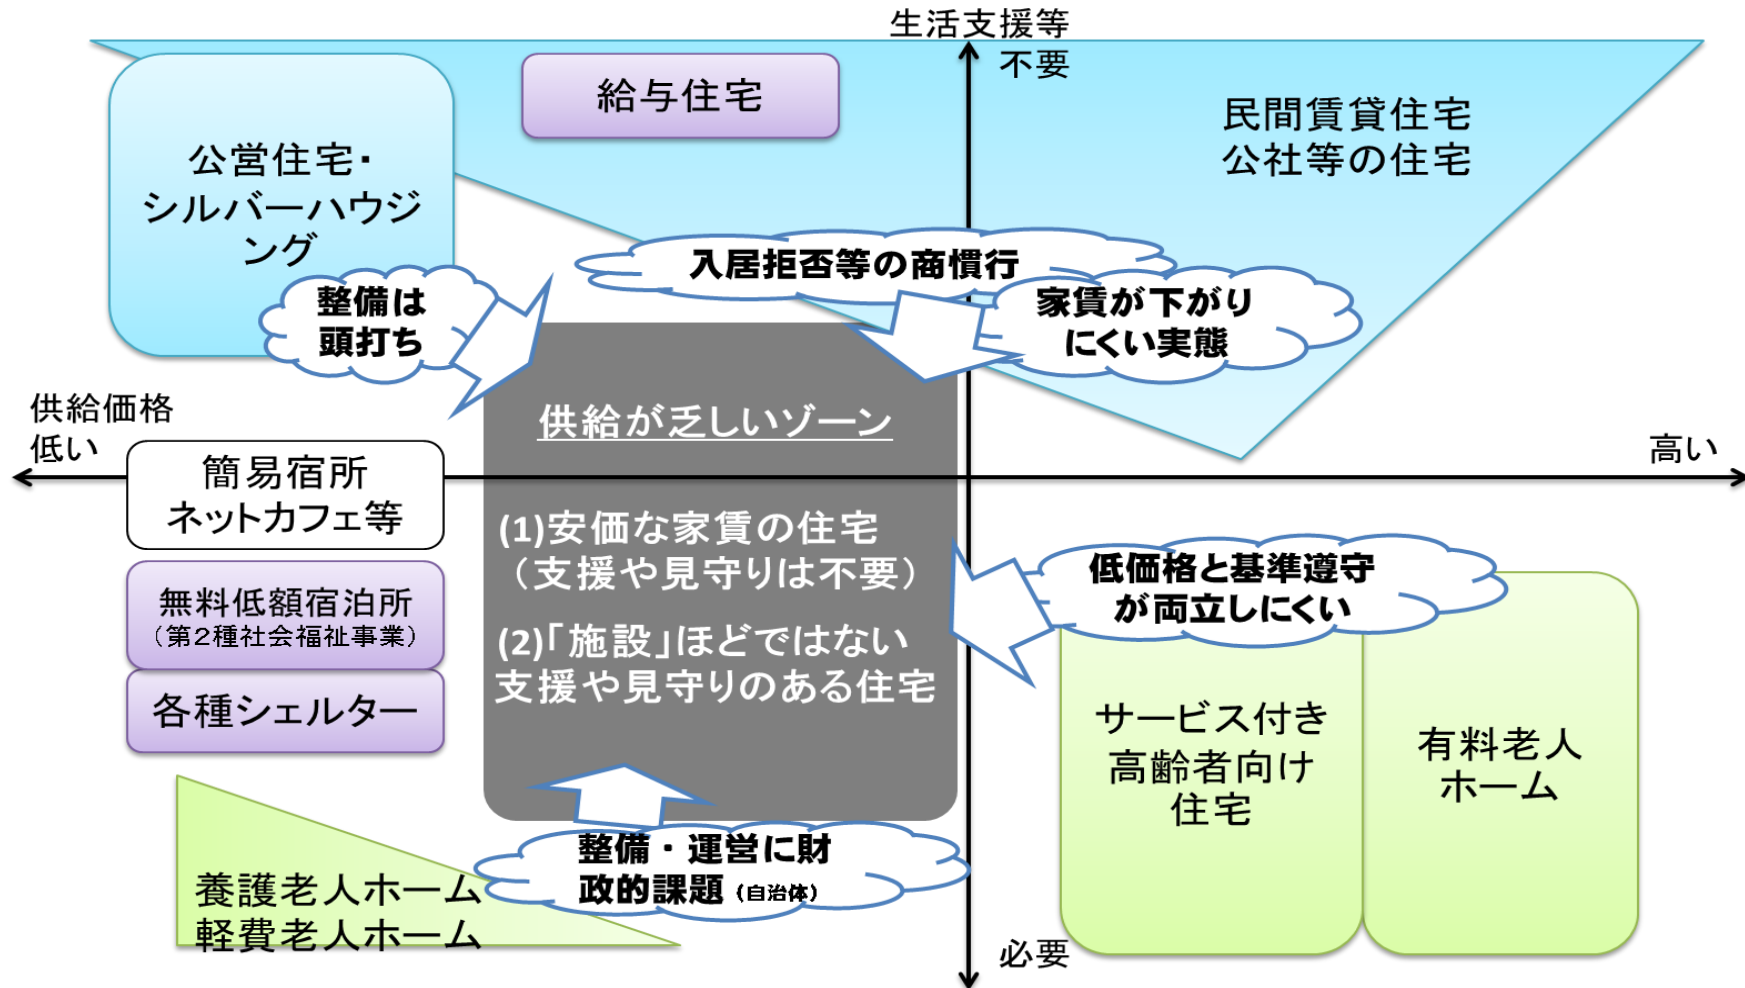 生活支援等
不要
給与住宅
民間賃貸住宅
公社等の住宅
公営住宅・
シルバーハウジ
ング
入居拒否等の商慣行
整備は
頭打ち
家賃が下がり
にくい実態
供給価格
低い
高い
供給が乏しいゾーン
簡易宿所
ネットカフェ等
(1)安価な家賃の住宅
（支援や見守りは不要）
(2)「施設」ほどではない
支援や見守りのある住宅
低価格と基準遵守
が両立しにくい
無料低額宿泊所
（第２種社会福祉事業）
各種シェルター
サービス付き
高齢者向け
住宅
有料老人
ホーム
整備・運営に財
政的課題（自治体）
養護老人ホーム
軽費老人ホーム
必要